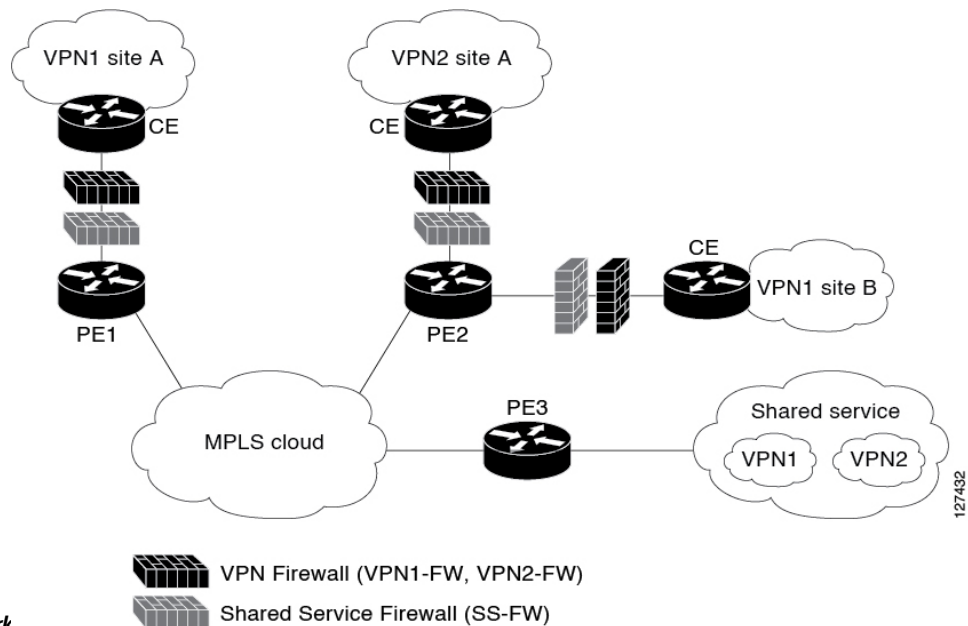 VPN1 site A
VPN2 site A
CE
CE
CE
VPN1 site B
PE1
PE2
PE3
Shared service
MPLS cloud
VPN1
VPN2
127432
VPN Firewall (VPN1-FW, VPN2-FW)
Shared Service Firewall (SS-FW)